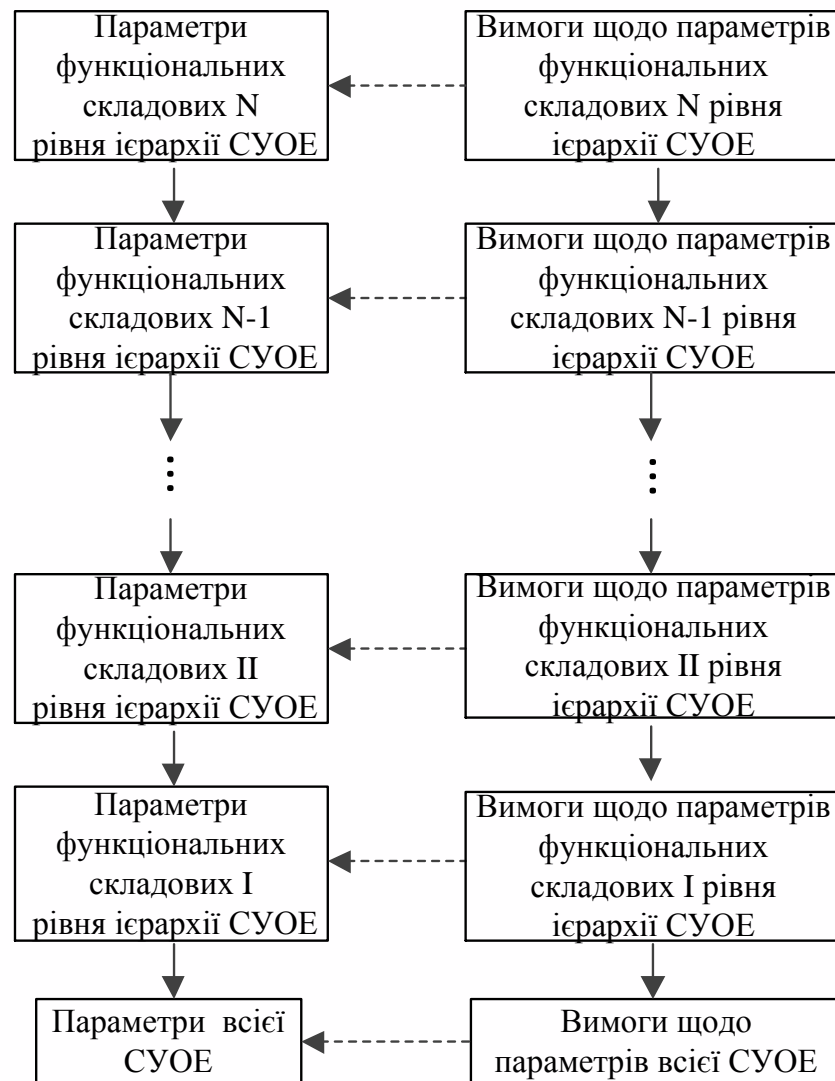 Параметри
функціональних
складових N
рівня ієрархії СУОЕ
Вимоги щодо параметрів
функціональних
складових N рівня
ієрархії СУОЕ
Параметри
функціональних
складових N-1
рівня ієрархії СУОЕ
Вимоги щодо параметрів
функціональних
складових N-1 рівня
ієрархії СУОЕ
...
...
Параметри
функціональних
складових II
рівня ієрархії СУОЕ
Вимоги щодо параметрів
функціональних
складових II рівня
ієрархії СУОЕ
Параметри
функціональних
складових I
рівня ієрархії СУОЕ
Вимоги щодо параметрів
функціональних
складових I рівня
ієрархії СУОЕ
Параметри всієї
СУОЕ
Вимоги щодо
параметрів всієї СУОЕ